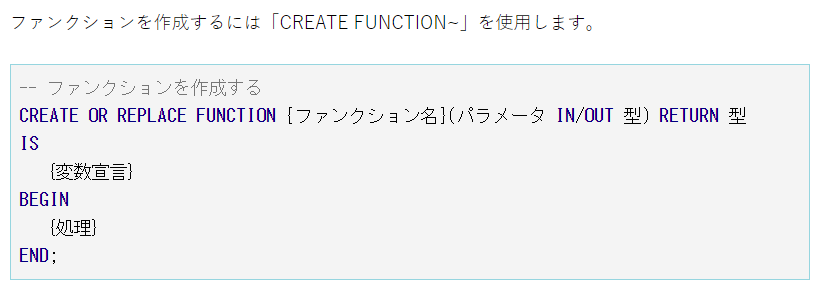 ファンクションを作成するには「CREATE FUNCTION~」を使用します。
-- ファンクションを作成する
CREATE OR REPLACE FUNCTION [ファンクション名](パラメータ IN/OUT 型) RETURN 型
IS
{変数宣言}
BEGIN
{処理}
END;